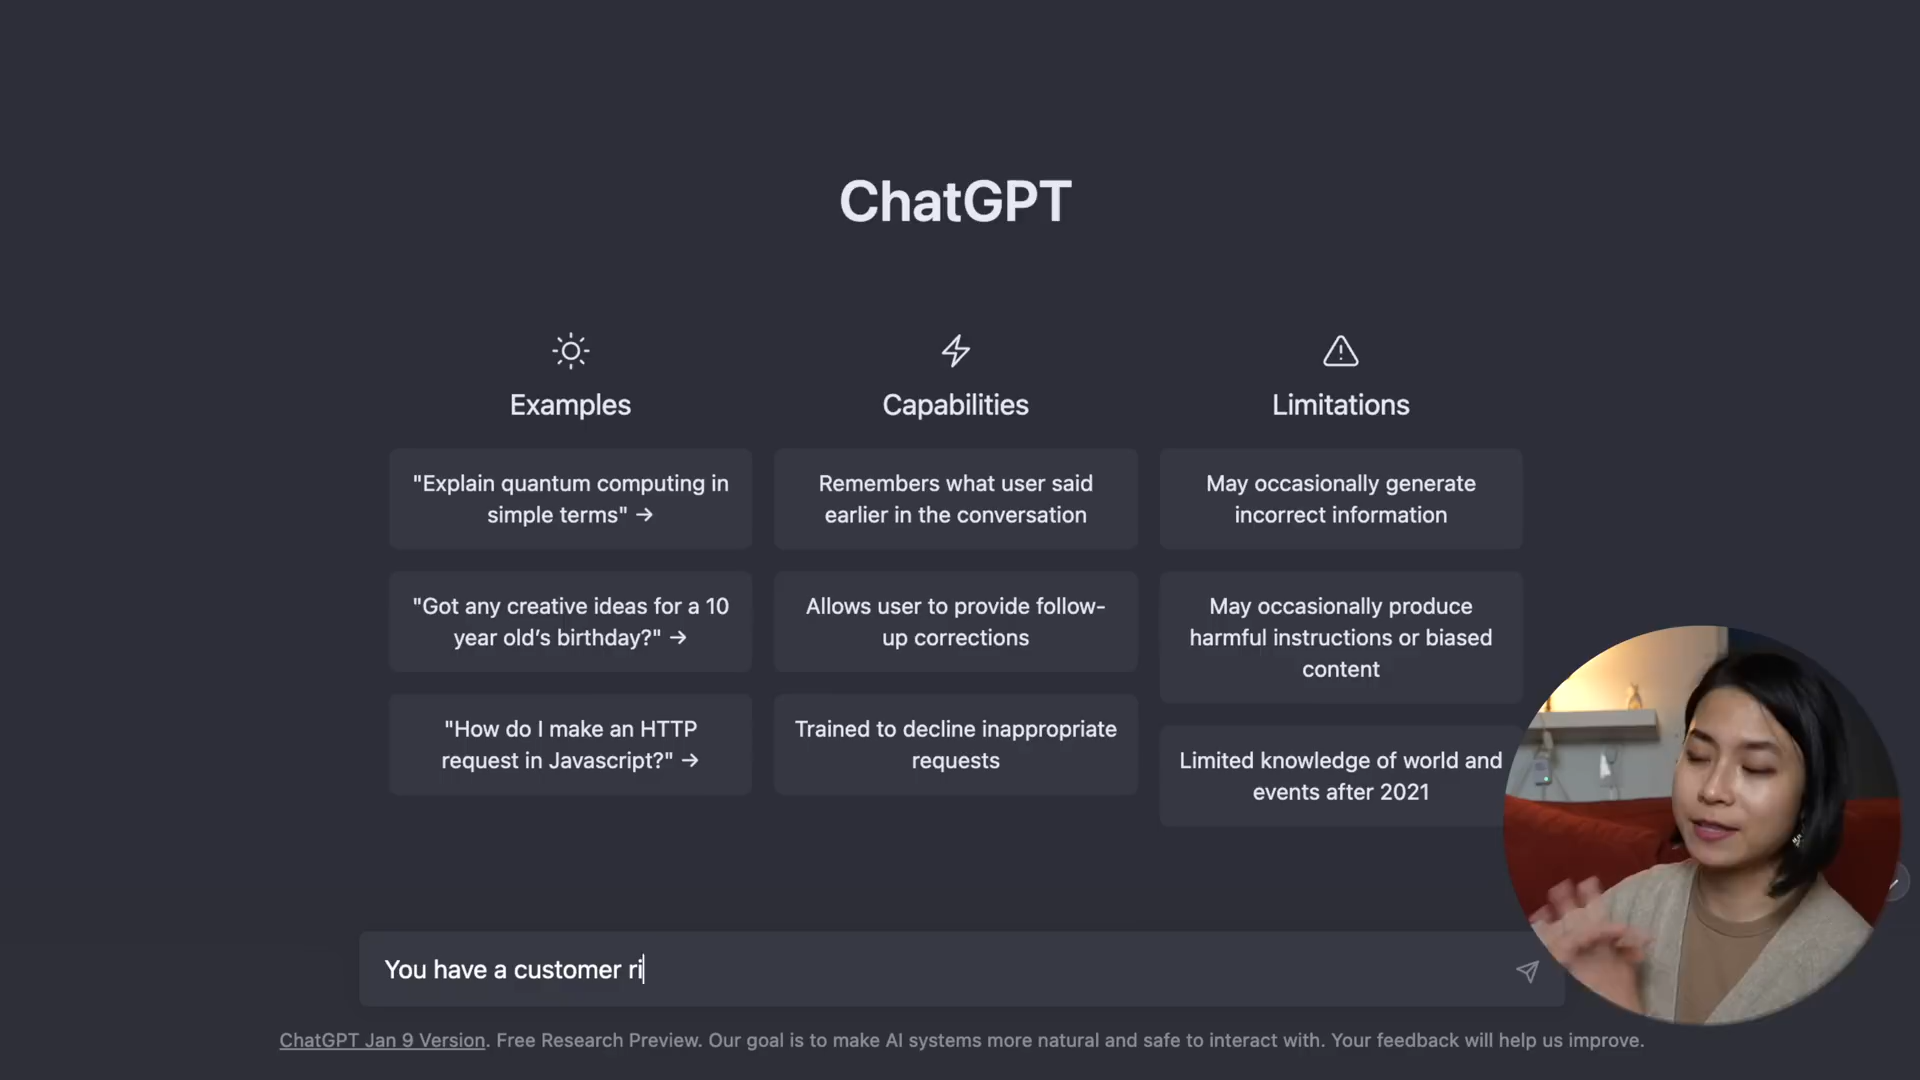 ChatGPT
Examples
"Explain quantum computing in
simple terms" →
"Got any creative ideas for a 10
year old’s birthday?" →
"How do I make an HTTP
request in Javascript?" →
Capabilities
Remembers what user said
earlier in the conversation
Allows user to provide follow-
up corrections
Trained to decline inappropriate
requests
Limitations
May occasionally generate
incorrect information
May occasionally produce
harmful instructions or biased
content
Limited knowledge of world and
events after 2021
You have a customer ri
ChatGPT Jan 9 Version. Free Research Preview. Our goal is to make AI systems more natural and safe to interact with. Your feedback will help us improve.